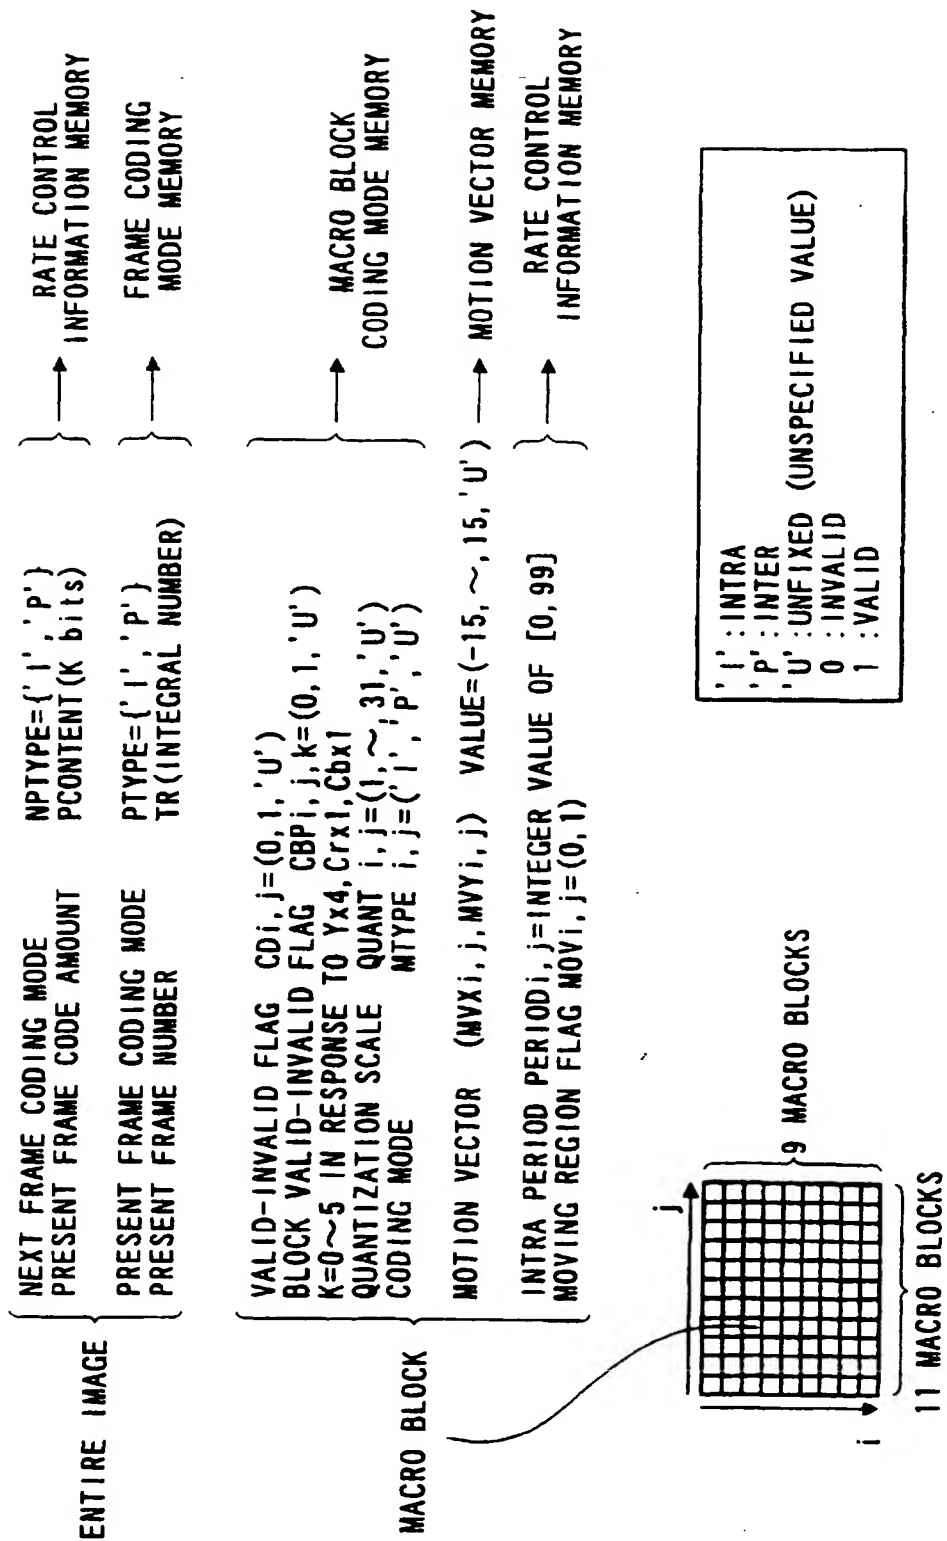 ENTIRE IMAGE
NEXT FRAME CODING MODE NPTYPE={'I','P'}
PRESENT FRAME CODE AMOUNT PCONTENT(K bits)
RATE CONTROL
INFORMATION MEMORY
PRESENT FRAME CODING MODE PTYPE={'I','P'}
PRESENT FRAME NUMBER TR(INTEGRAL NUMBER)
FRAME CODING
MODE MEMORY
MACRO BLOCK
VALID-INVALID FLAG CDi,j=(0,1,'U')
BLOCK VALID-INVALID FLAG CBPi,j,k=(0,1,'U')
K=0~5 IN RESPONSE TO Yx4,Crx1,Cbx1
QUANTIZATION SCALE QUANT i,j=(1,~,31,'U')
CODING MODE MTYPE i,j=('I','P','U')
MACRO BLOCK
CODING MODE MEMORY
MOTION VECTOR (MVXi,j,MVYi,j) VALUE=(-15,~,15,'U')
MOTION VECTOR MEMORY
INTRA PERIOD PERIODi,j=INTEGER VALUE OF [0,99]
MOVING REGION FLAG MOVi,j=(0,1)
RATE CONTROL
INFORMATION MEMORY
j
i
9 MACRO BLOCKS
11 MACRO BLOCKS
'I':INTRA
'P':INTER
'U':UNFIXED (UNSPECIFIED VALUE)
0 :INVALID
1 :VALID